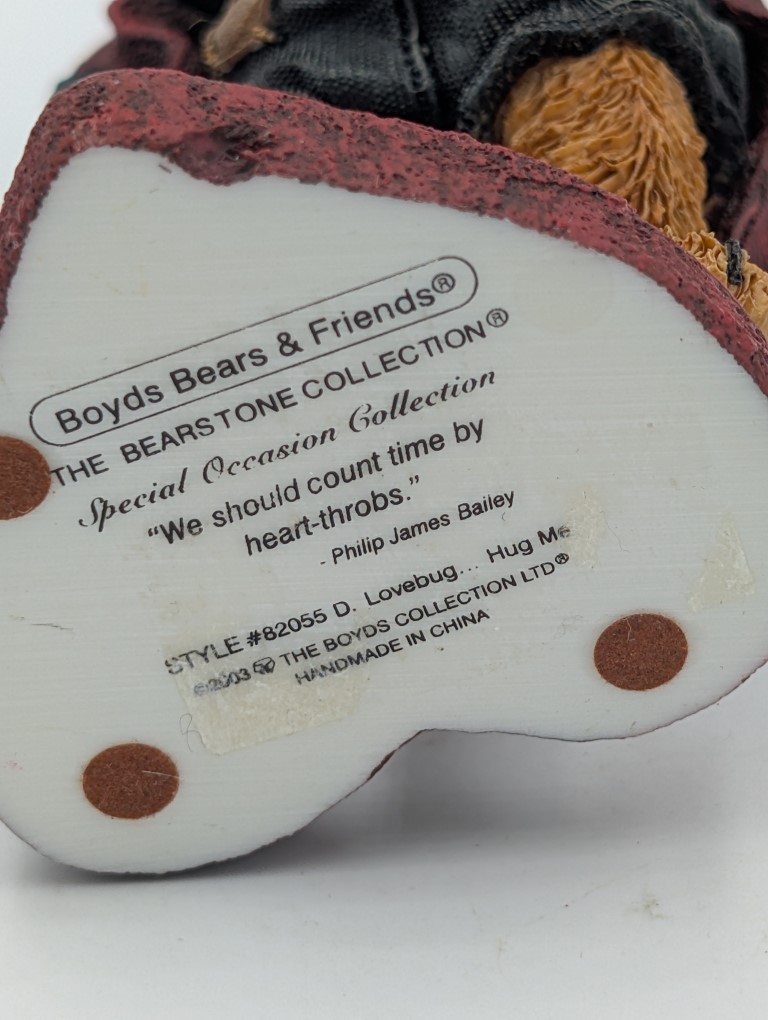 Boyds Bears & Friends®
THE BEARSTONE COLLECTION®
Special Occasion Collection
“We should count time by
heart-throbs.”
- Philip James Bailey
STYLE #82055 D. Lovebug... Hug Me
©2003 THE BOYDS COLLECTION LTD®
HANDMADE IN CHINA